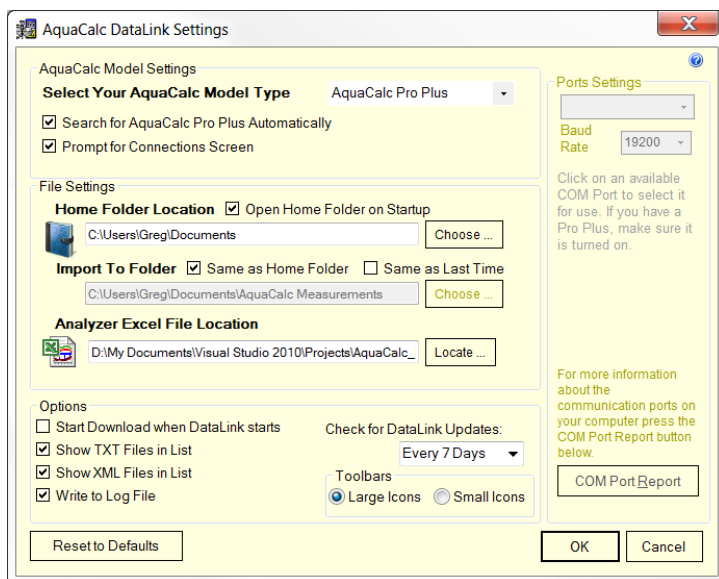 AquaCalc DataLink Settings
AquaCalc Model Settings
Select Your AquaCalc Model Type AquaCalc Pro Plus
Search for AquaCalc Pro Plus Automatically
Prompt for Connections Screen
File Settings
Home Folder Location Open Home Folder on Startup
C:\Users\Greg\Documents Choose ...
Import To Folder Same as Home Folder Same as Last Time
C:\Users\Greg\Documents\AquaCalc Measurements Choose ...
Analyzer Excel File Location
D:\My Documents\Visual Studio 2010\Projects\AquaCalc_ Locate ...
Options
Start Download when DataLink starts
Show TXT Files in List
Show XML Files in List
Write to Log File
Check for DataLink Updates:
Every 7 Days
Toolbars
Large Icons Small Icons
Ports Settings
Baud
Rate 19200
Click on an available
COM Port to select it
for use. If you have a
Pro Plus, make sure it
is turned on.
For more information
about the
communication ports on
your computer press the
COM Port Report button
below.
COM Port Report
Reset to Defaults
OK Cancel